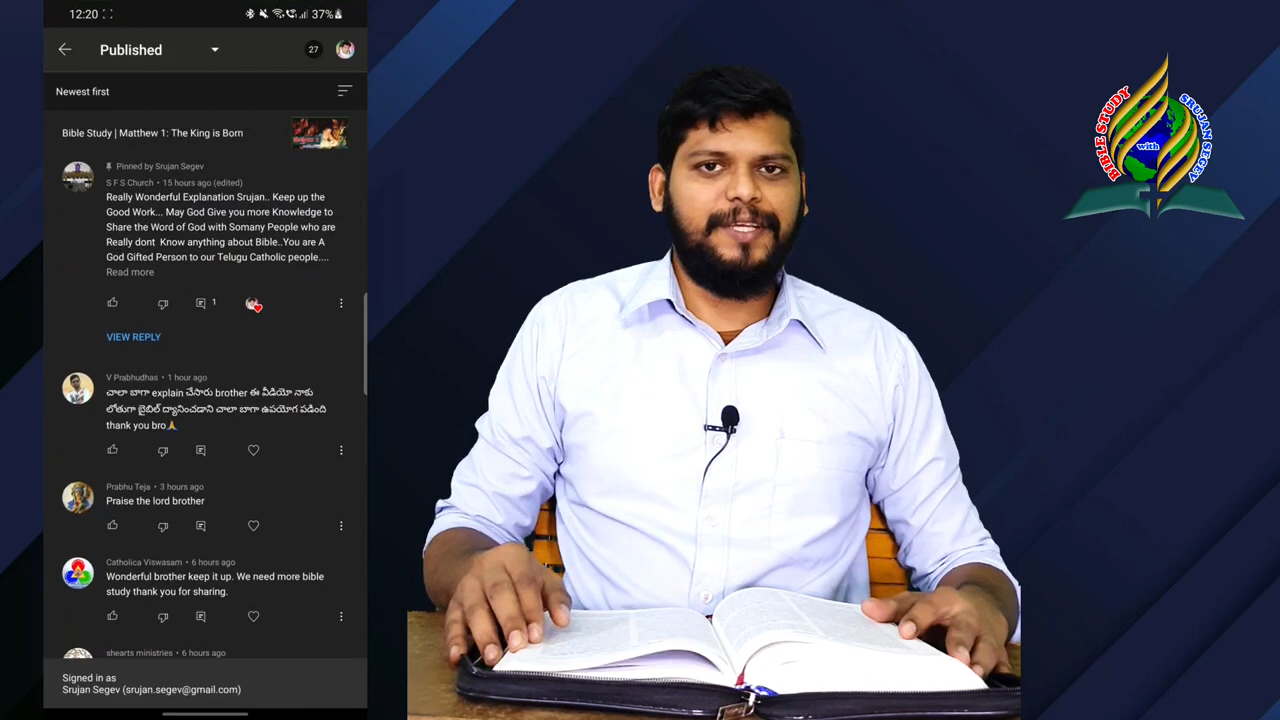 12:20
37%
Published
27
Newest first
Bible Study | Matthew 1: The King is Born
Pinned by Srujan Segev
S F S Church • 15 hours ago (edited)
Really Wonderful Explanation Srujan.. Keep up the
Good Work... May God Give you more Knowledge to
Share the Word of God with Somany People who are
Really dont Know anything about Bible..You are A
God Gifted Person to our Telugu Catholic people....
Read more
1
VIEW REPLY
V Prabhudhas • 1 hour ago
చాలా బాగా explain చేసారు brother ఈ వీడియో నాకు
లోతుగా బైబిల్ ద్యానించడాని చాలా బాగా ఉపయోగ పడింది
thank you bro🙏
Prabhu Teja • 3 hours ago
Praise the lord brother
Catholica Viswasam • 6 hours ago
Wonderful brother keep it up. We need more bible
study thank you for sharing.
shearts ministries • 6 hours ago
Signed in as
Srujan Segev (srujan.segev@gmail.com)
BIBLE STUDY
with
SRUJAN SEGEV